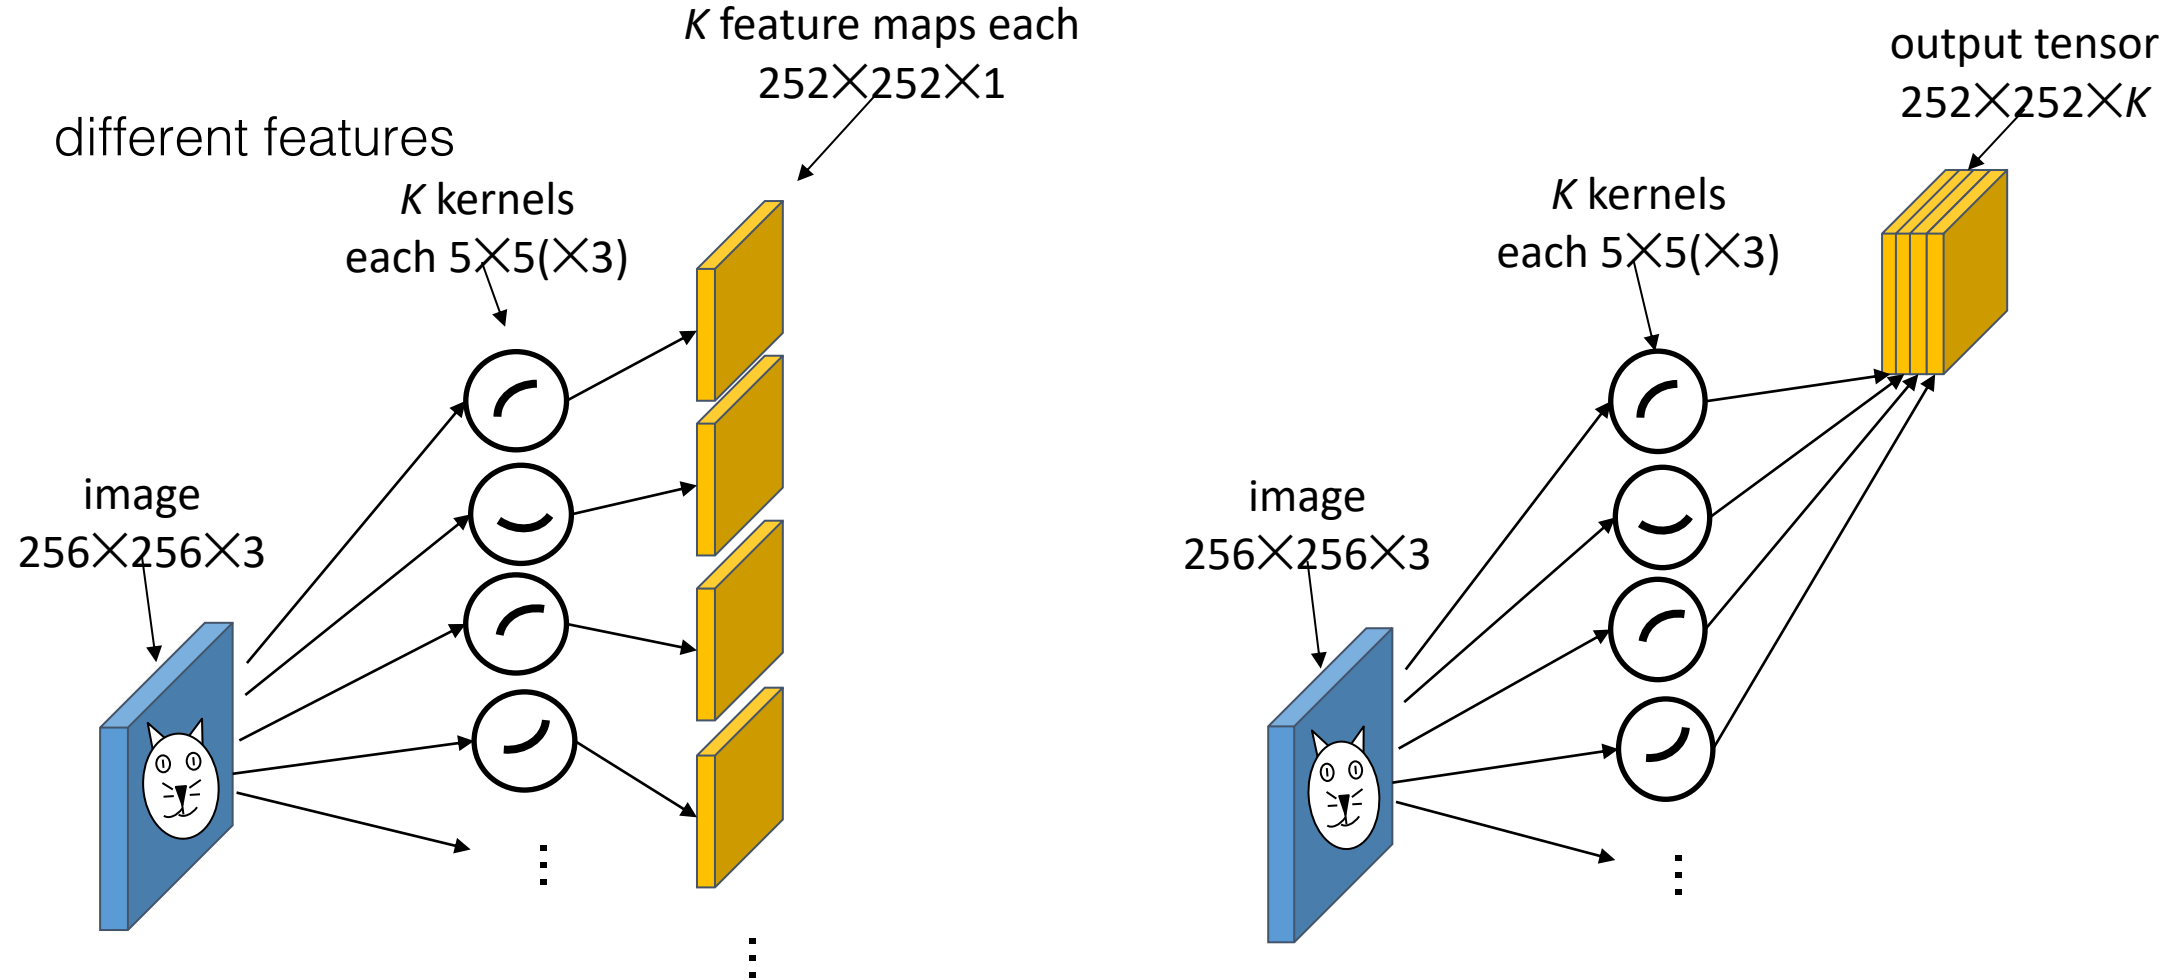 K feature maps each
252×252×1
different features
K kernels
each 5×5(×3)
image
256×256×3
output tensor
252×252×K
K kernels
each 5×5(×3)
image
256×256×3